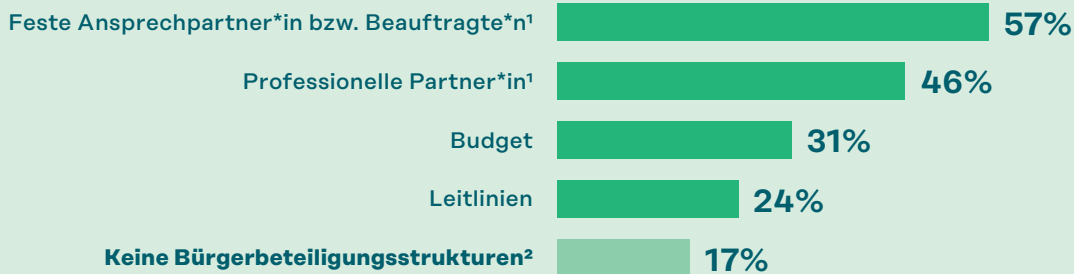 Feste Ansprechpartner*in bzw. Beauftragte*n¹ 57%
Professionelle Partner*in¹ 46%
Budget 31%
Leitlinien 24%
Keine Bürgerbeteiligungsstrukturen² 17%